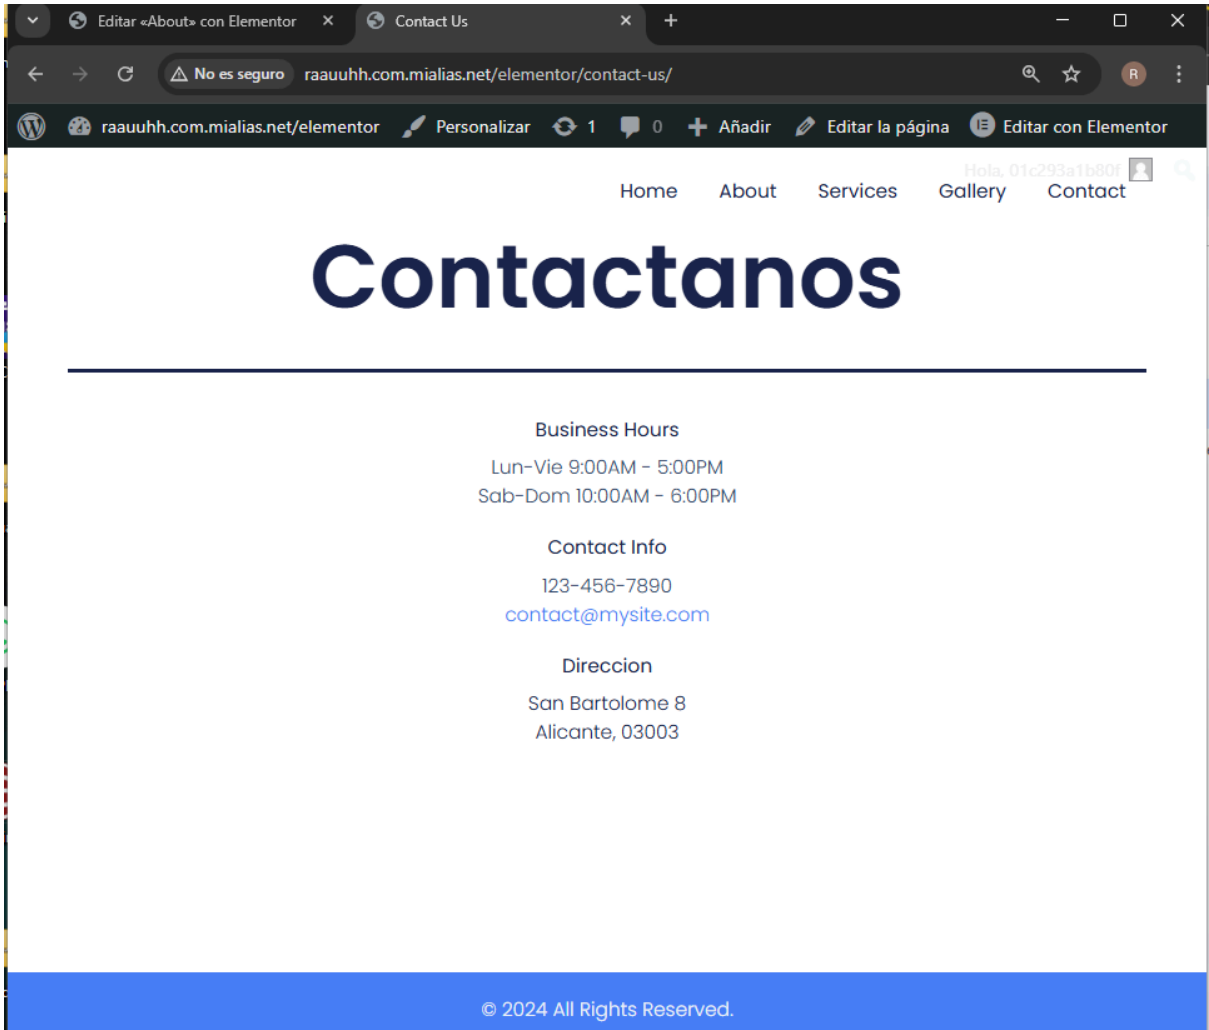 Editar «About» con Elementor
Contact Us
No es seguro raauuhh.com.mialias.net/elementor/contact-us/
R
raauuhh.com.mialias.net/elementor Personalizar 1 0 Añadir Editar la página Editar con Elementor
Hola, 01c293a1b80f
Home About Services Gallery Contact
Contactanos
Business Hours
Lun-Vie 9:00AM - 5:00PM
Sab-Dom 10:00AM - 6:00PM
Contact Info
123-456-7890
contact@mysite.com
Direccion
San Bartolome 8
Alicante, 03003
© 2024 All Rights Reserved.